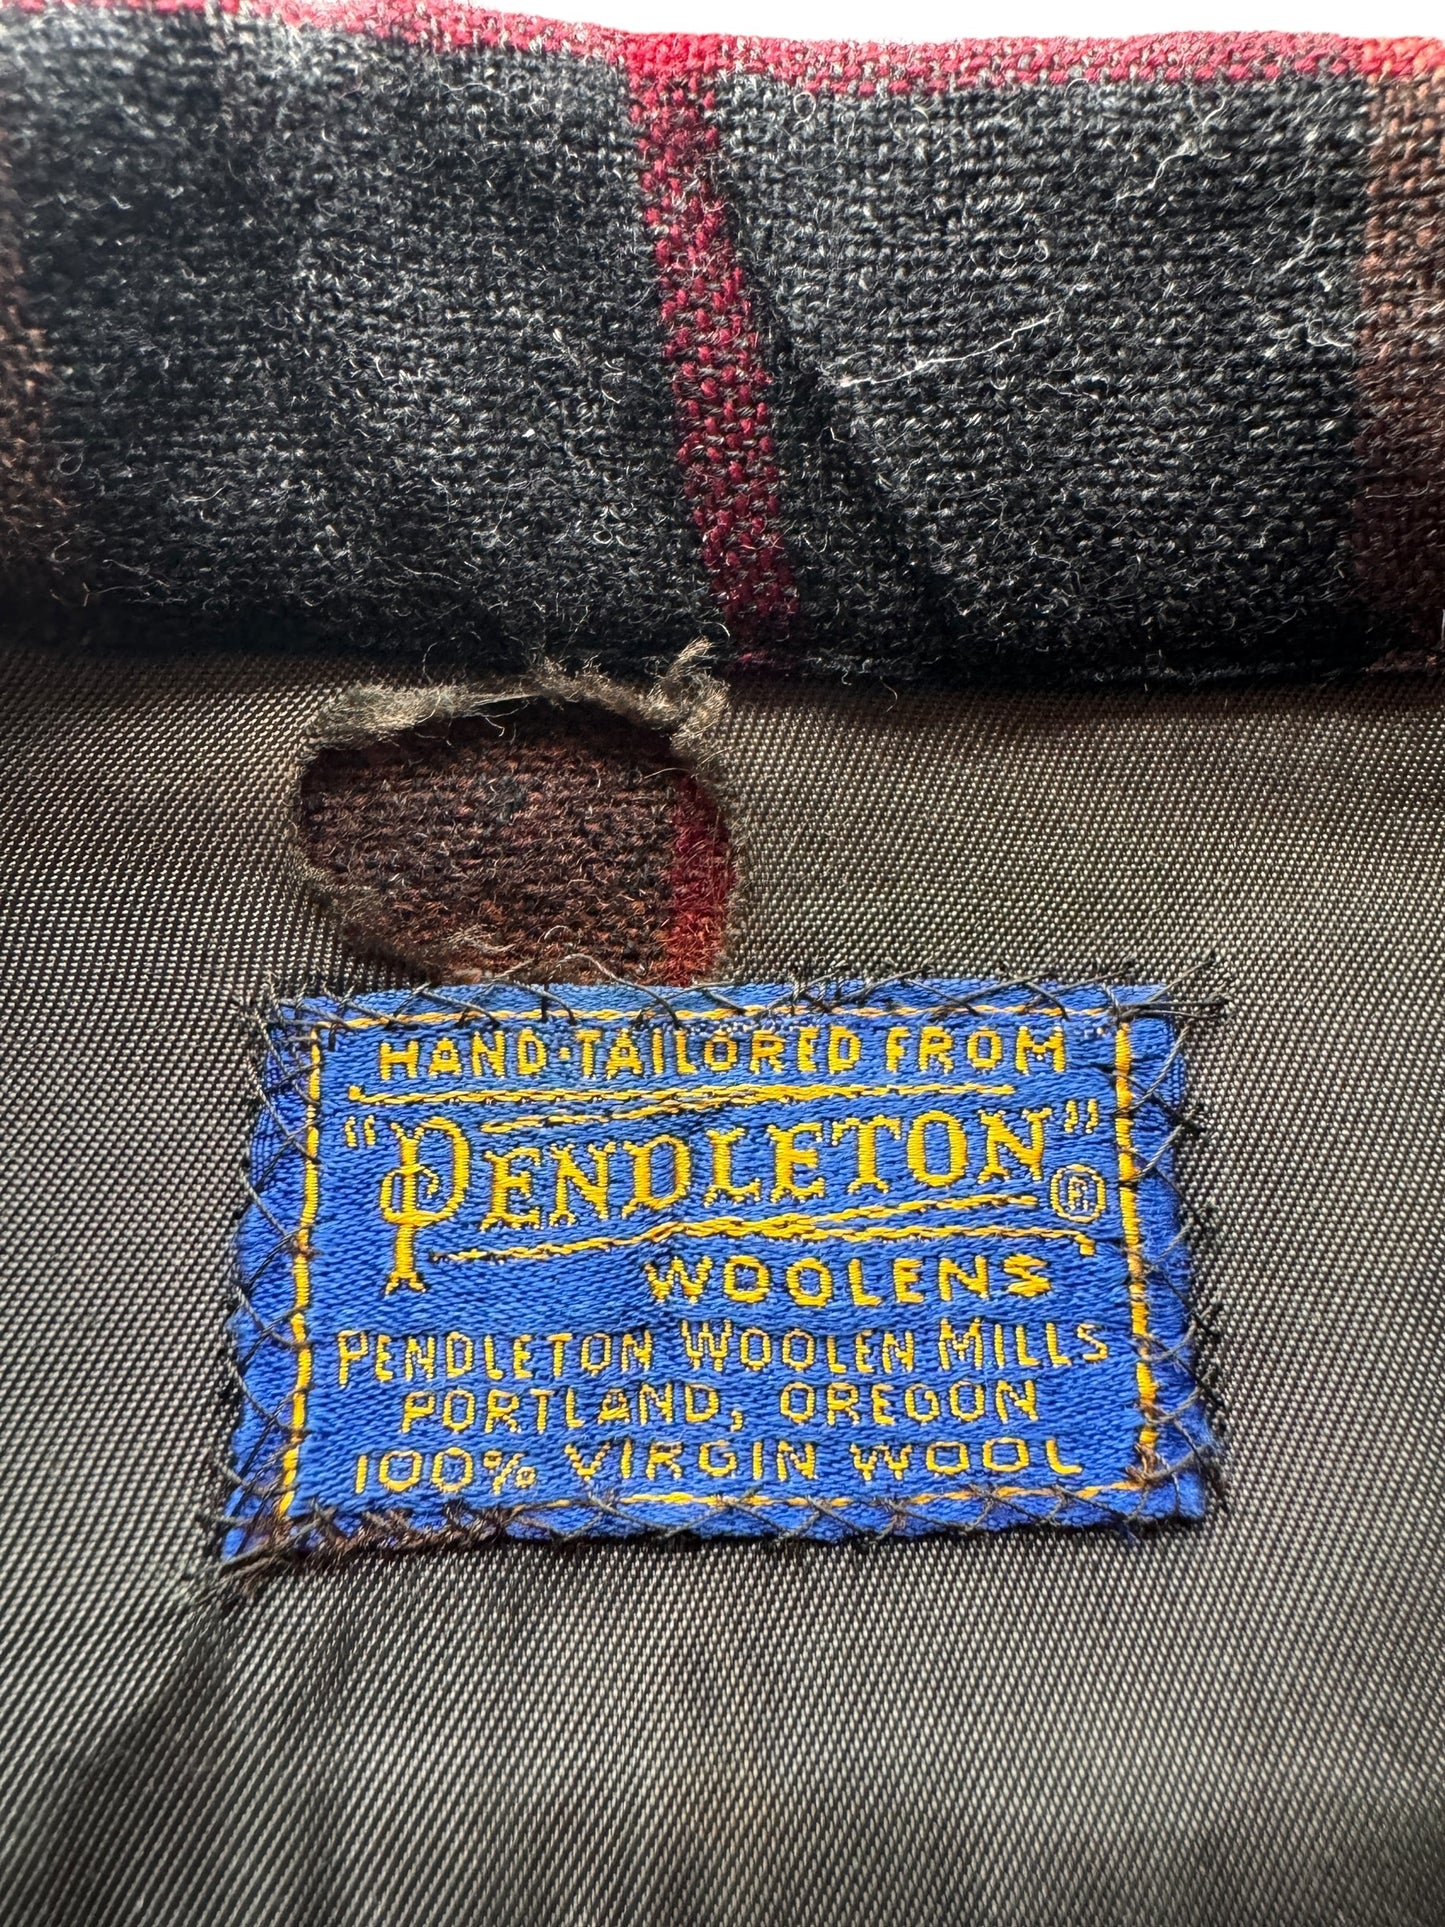 HAND·TAILORED FROM
"PENDLETON"®
WOOLENS
PENDLETON WOOLEN MILLS
PORTLAND, OREGON
100% VIRGIN WOOL